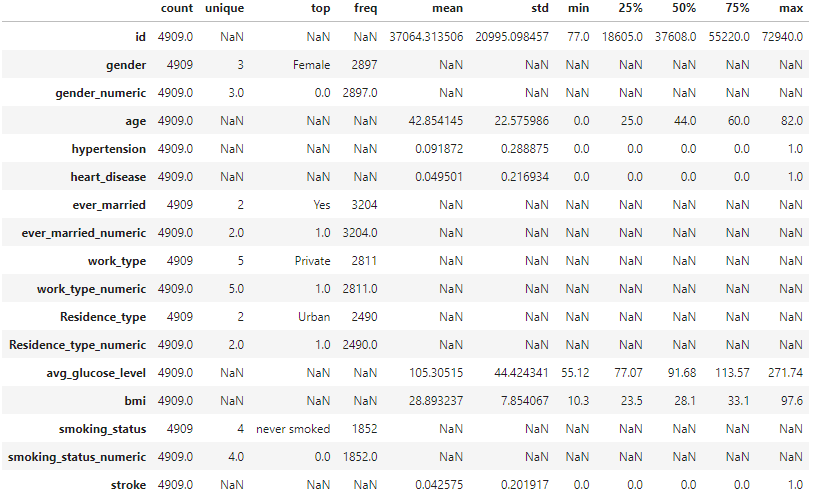 count unique top freq mean std min 25% 50% 75% max
id 4909.0 NaN NaN NaN 37064.313506 20995.098457 77.0 18605.0 37608.0 55220.0 72940.0
gender 4909 3 Female 2897 NaN NaN NaN NaN NaN NaN NaN
gender_numeric 4909.0 3.0 0.0 2897.0 NaN NaN NaN NaN NaN NaN NaN
age 4909.0 NaN NaN NaN 42.854145 22.575986 0.0 25.0 44.0 60.0 82.0
hypertension 4909.0 NaN NaN NaN 0.091872 0.288875 0.0 0.0 0.0 0.0 1.0
heart_disease 4909.0 NaN NaN NaN 0.049501 0.216934 0.0 0.0 0.0 0.0 1.0
ever_married 4909 2 Yes 3204 NaN NaN NaN NaN NaN NaN NaN
ever_married_numeric 4909.0 2.0 1.0 3204.0 NaN NaN NaN NaN NaN NaN NaN
work_type 4909 5 Private 2811 NaN NaN NaN NaN NaN NaN NaN
work_type_numeric 4909.0 5.0 1.0 2811.0 NaN NaN NaN NaN NaN NaN NaN
Residence_type 4909 2 Urban 2490 NaN NaN NaN NaN NaN NaN NaN
Residence_type_numeric 4909.0 2.0 1.0 2490.0 NaN NaN NaN NaN NaN NaN NaN
avg_glucose_level 4909.0 NaN NaN NaN 105.30515 44.424341 55.12 77.07 91.68 113.57 271.74
bmi 4909.0 NaN NaN NaN 28.893237 7.854067 10.3 23.5 28.1 33.1 97.6
smoking_status 4909 4 never smoked 1852 NaN NaN NaN NaN NaN NaN NaN
smoking_status_numeric 4909.0 4.0 0.0 1852.0 NaN NaN NaN NaN NaN NaN NaN
stroke 4909.0 NaN NaN NaN 0.042575 0.201917 0.0 0.0 0.0 0.0 1.0